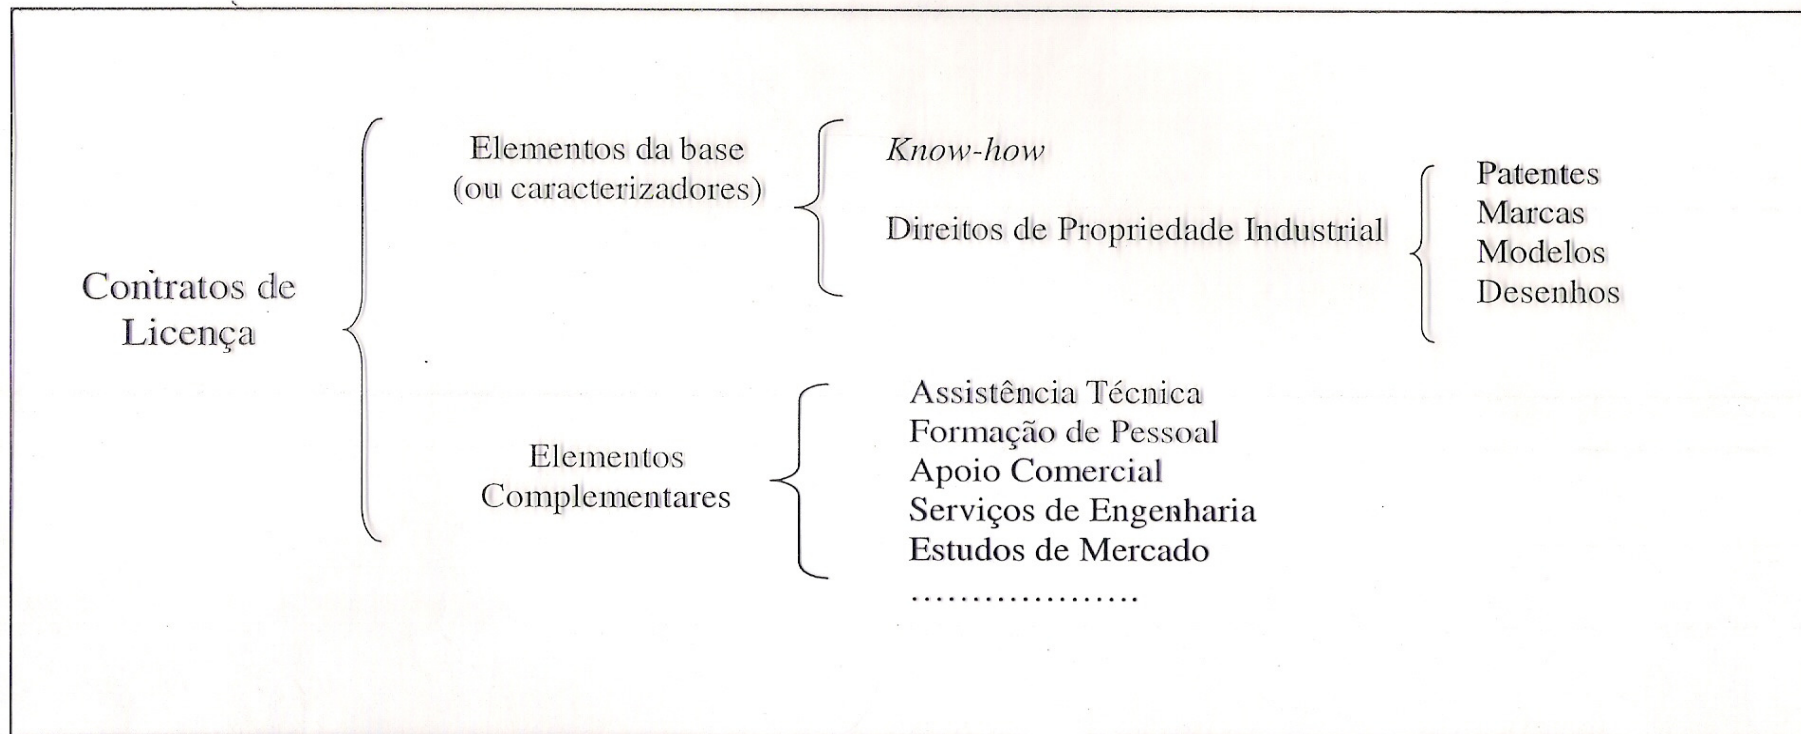 Contratos de
Licença
Elementos da base
(ou caracterizadores)
Know-how
Direitos de Propriedade Industrial
Patentes
Marcas
Modelos
Desenhos
Elementos
Complementares
Assistência Técnica
Formação de Pessoal
Apoio Comercial
Serviços de Engenharia
Estudos de Mercado
...................